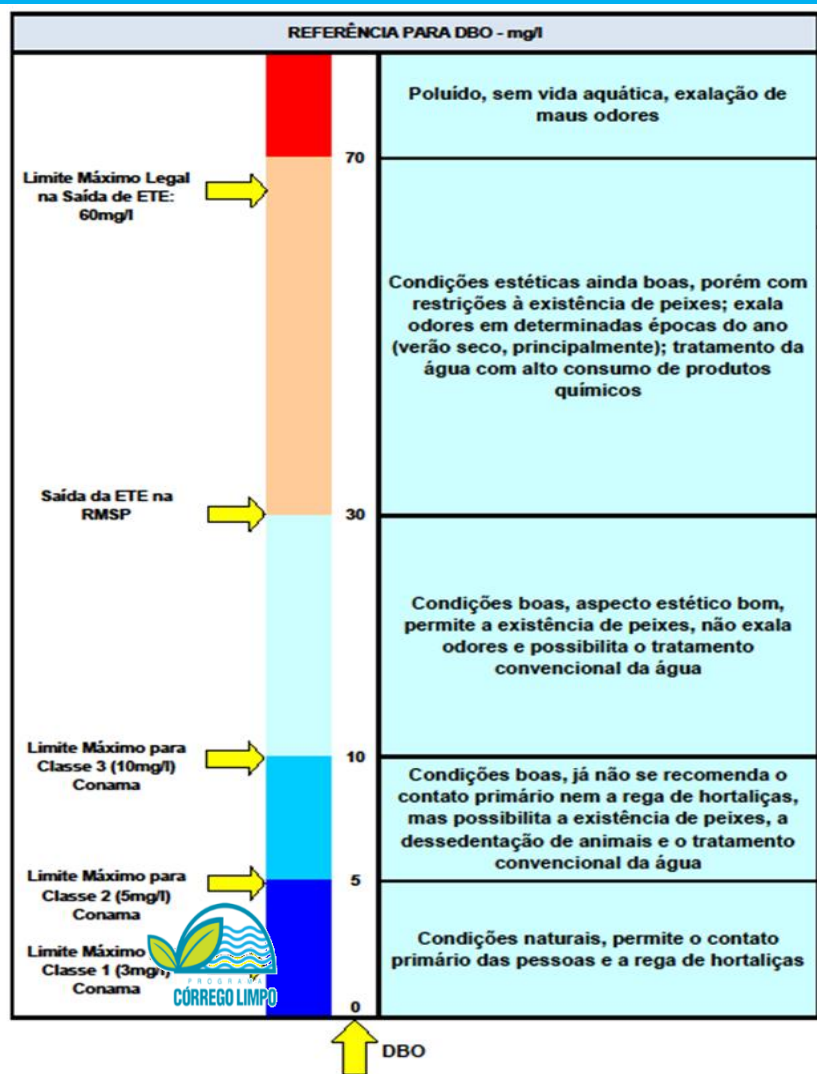 REFERÊNCIA PARA DBO - mg/l
Poluído, sem vida aquática, exalação de
maus odores
70
Limite Máximo Legal
na Saída de ETE:
60mg/l
Condições estéticas ainda boas, porém com
restrições à existência de peixes; exala
odores em determinadas épocas do ano
(verão seco, principalmente); tratamento da
água com alto consumo de produtos
químicos
Saída da ETE na
RMSP
30
Condições boas, aspecto estético bom,
permite a existência de peixes, não exala
odores e possibilita o tratamento
convencional da água
Limite Máximo para
Classe 3 (10mg/l)
Conama
10
Condições boas, já não se recomenda o
contato primário nem a rega de hortaliças,
mas possibilita a existência de peixes, a
dessedentação de animais e o tratamento
convencional da água
Limite Máximo para
Classe 2 (5mg/l)
Conama
5
Condições naturais, permite o contato
primário das pessoas e a rega de hortaliças
Limite Máximo
Classe 1 (3mg/l)
Conama
PROGRAMA
CÓRREGO LIMPO
0
DBO